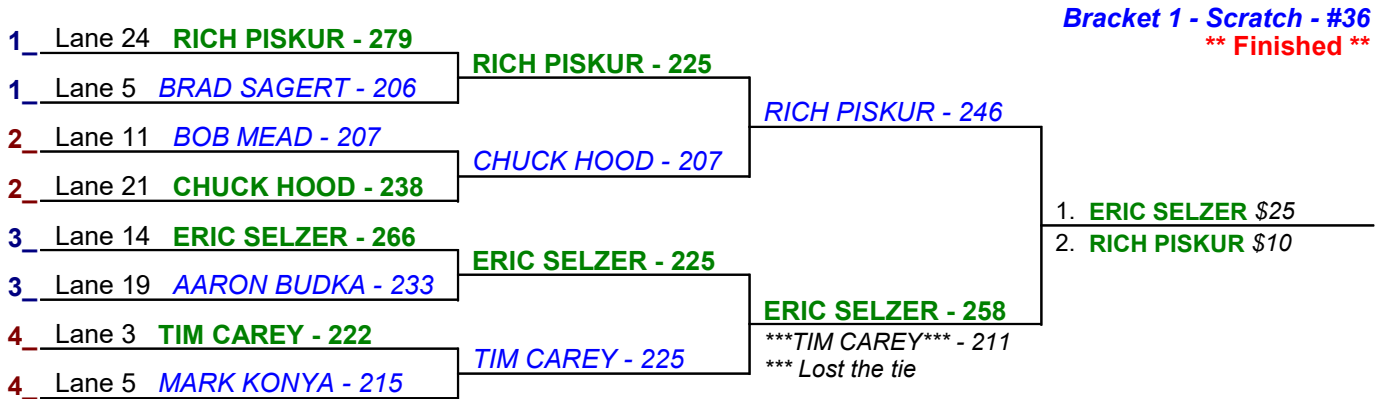 Bracket 1 - Scratch - #36
** Finished **
1_ Lane 24 RICH PISKUR - 279
1_ Lane 5 BRAD SAGERT - 206
2_ Lane 11 BOB MEAD - 207
2_ Lane 21 CHUCK HOOD - 238
3_ Lane 14 ERIC SELZER - 266
3_ Lane 19 AARON BUDKA - 233
4_ Lane 3 TIM CAREY - 222
4_ Lane 5 MARK KONYA - 215
RICH PISKUR - 225
CHUCK HOOD - 207
ERIC SELZER - 225
TIM CAREY - 225
RICH PISKUR - 246
ERIC SELZER - 258
***TIM CAREY*** - 211
*** Lost the tie
1. ERIC SELZER $25
2. RICH PISKUR $10